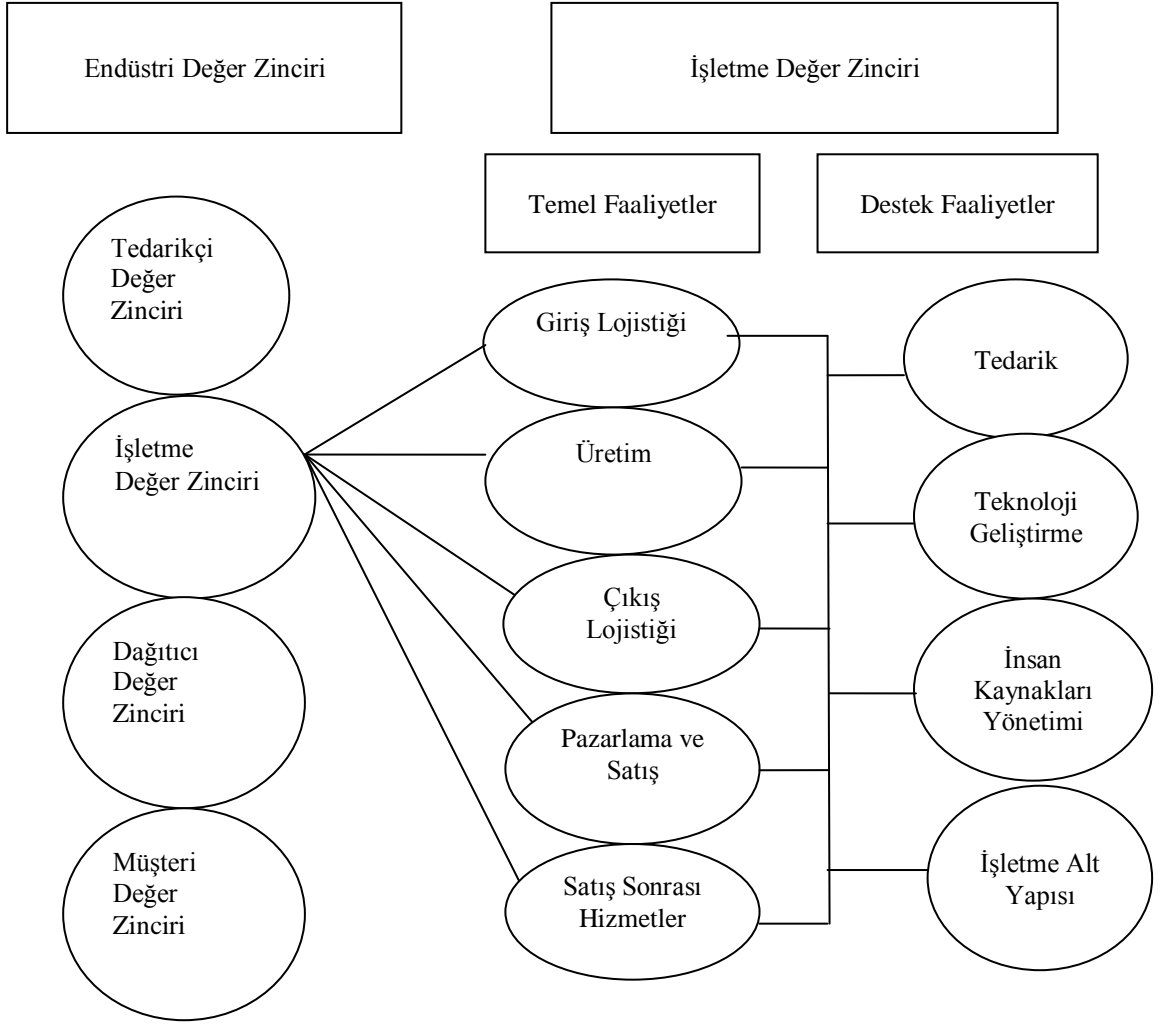 Endüstri Değer Zinciri
İşletme Değer Zinciri
Temel Faaliyetler
Destek Faaliyetler
Tedarikçi
Değer
Zinciri
İşletme
Değer Zinciri
Dağıtıcı
Değer
Zinciri
Müşteri
Değer
Zinciri
Giriş Lojistiği
Üretim
Çıkış
Lojistiği
Pazarlama ve
Satış
Satış Sonrası
Hizmetler
Tedarik
Teknoloji
Geliştirme
İnsan
Kaynakları
Yönetimi
İşletme Alt
Yapısı